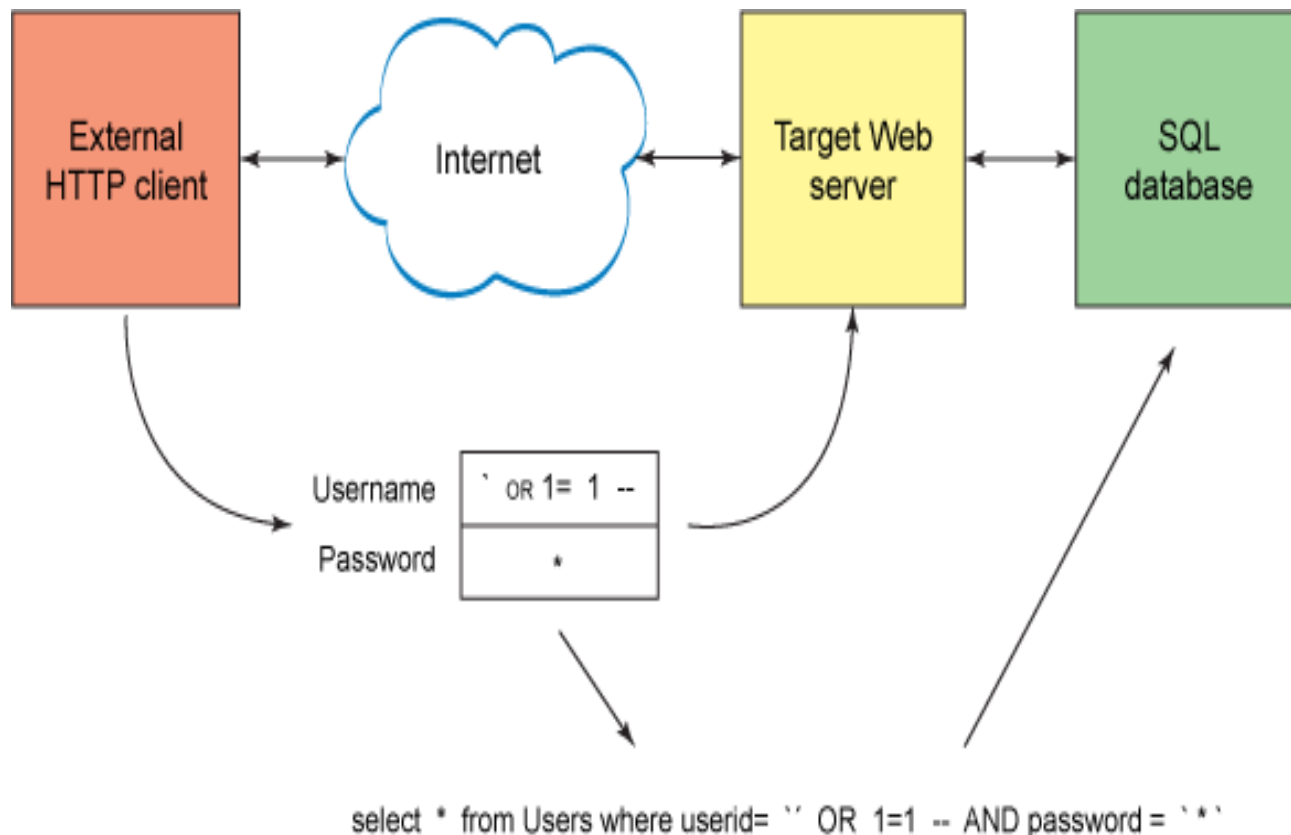 External
HTTP client
Internet
Target Web
server
SQL
database
Username
` OR 1= 1 --
Password
*
select * from Users where userid= `´ OR 1=1 -- AND password = `*`